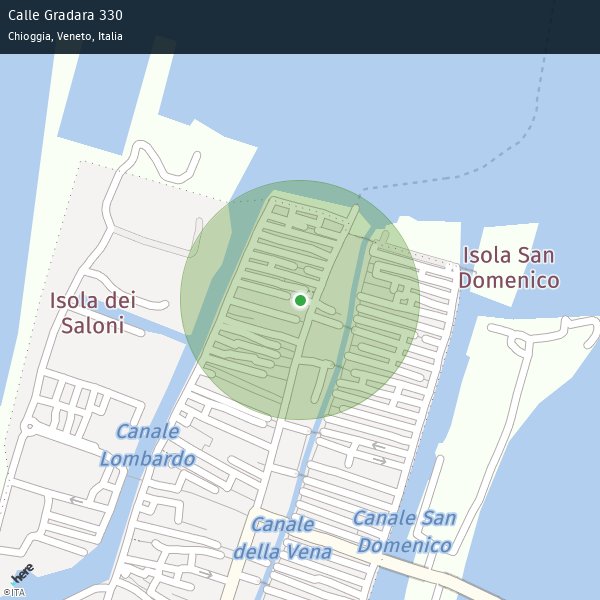 Calle Gradara 330
Chioggia, Veneto, Italia
Isola San
Domenico
Isola dei
Saloni
Canale
Lombardo
Canale
della Vena
Canale San
Domenico
here
©ITA